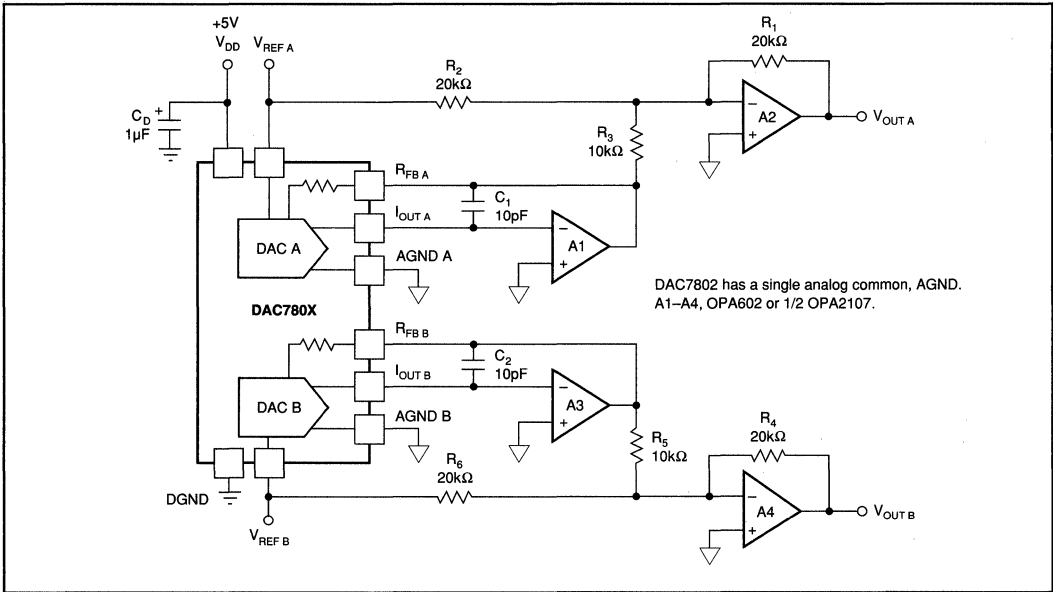 +5V
V_DD
V_REF A
C_D +
1µF
R_2
20kΩ
R_1
20kΩ
R_3
10kΩ
–
A2
+
V_OUT A
R_FB A
C_1
10pF
I_OUT A
–
A1
+
DAC A
AGND A
DAC780X
DAC7802 has a single analog common, AGND.
A1–A4, OPA602 or 1/2 OPA2107.
R_FB B
C_2
10pF
I_OUT B
–
A3
+
DAC B
AGND B
R_5
10kΩ
R_4
20kΩ
R_6
20kΩ
–
A4
+
V_OUT B
DGND
V_REF B